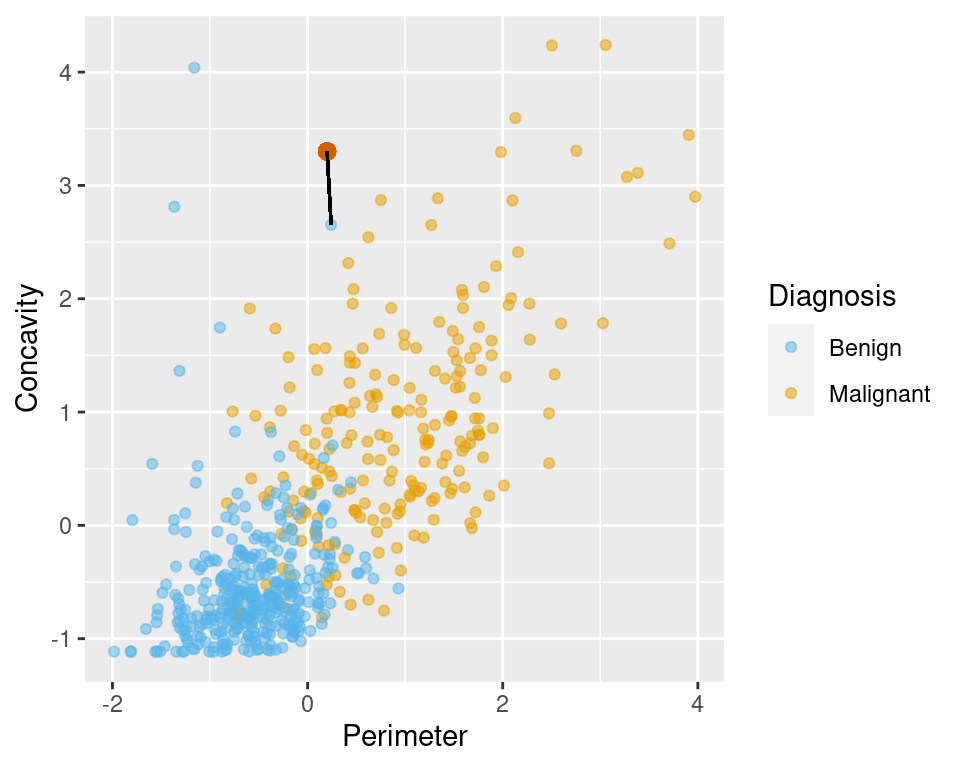 4
3
2
1
0
-1
-2 0 2 4
Perimeter
Concavity
Diagnosis
Benign
Malignant